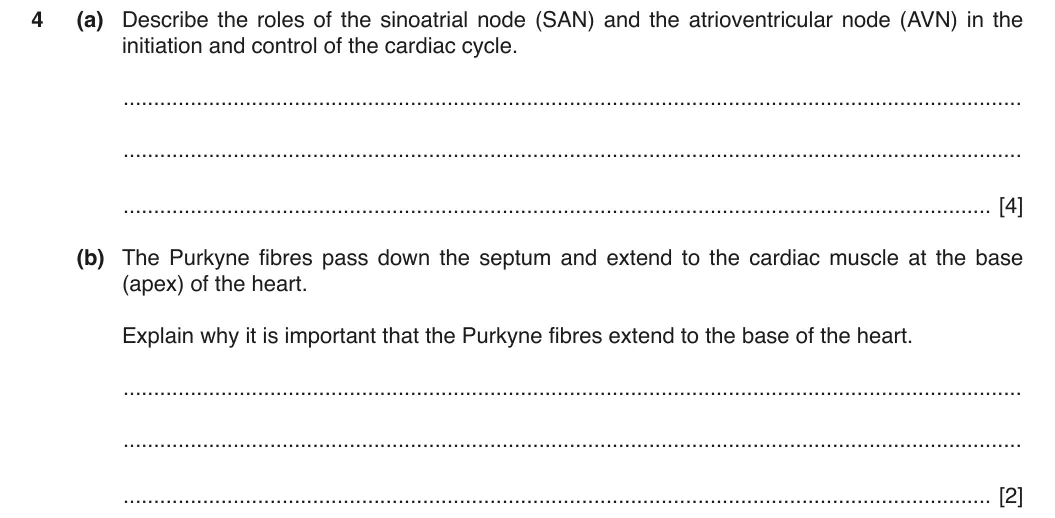 4 (a) Describe the roles of the sinoatrial node (SAN) and the atrioventricular node (AVN) in the
initiation and control of the cardiac cycle.
..........................................................................................................................................
..........................................................................................................................................
..................................................................................................................................... [4]
(b) The Purkyne fibres pass down the septum and extend to the cardiac muscle at the base
(apex) of the heart.
Explain why it is important that the Purkyne fibres extend to the base of the heart.
..........................................................................................................................................
..........................................................................................................................................
..................................................................................................................................... [2]